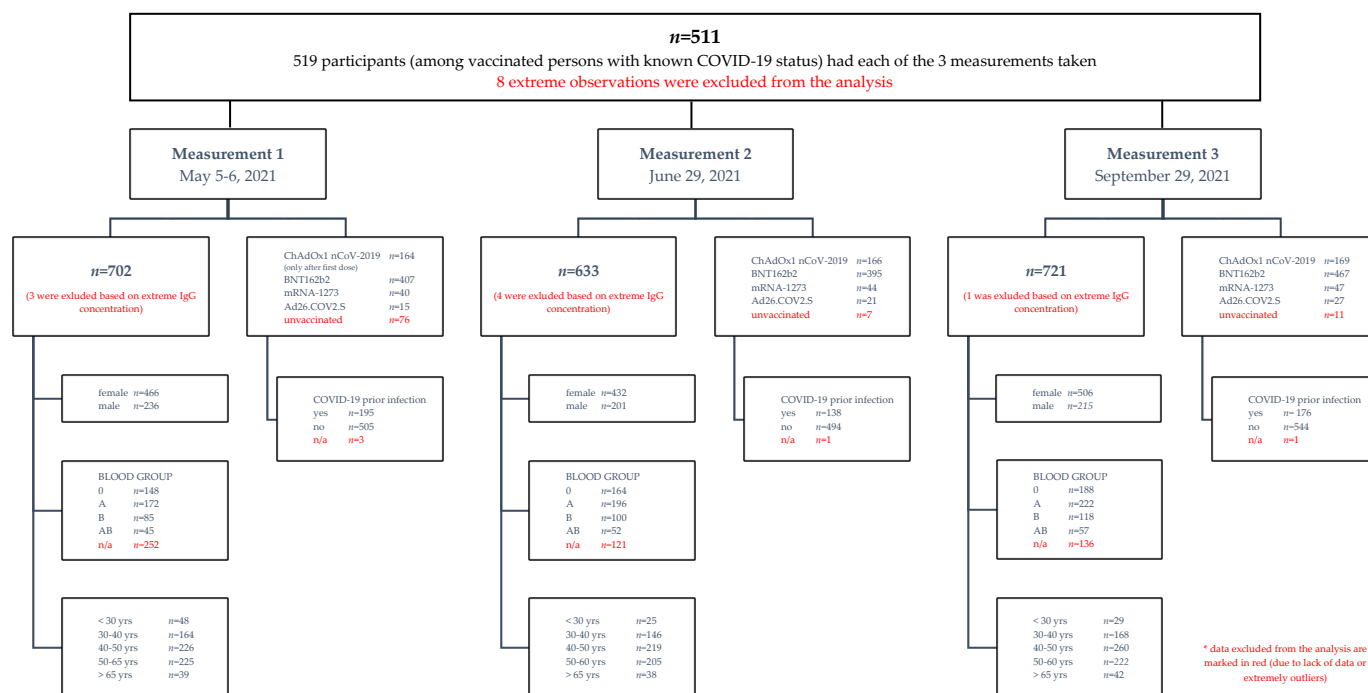 n=511
519 participants (among vaccinated persons with known COVID-19 status) had each of the 3 measurements taken
8 extreme observations were excluded from the analysis
Measurement 1
May 5-6, 2021
n=702
(3 were exluded based on extreme IgG
concentration)
ChAdOx1 nCoV-2019 n=164
(only after first dose)
BNT162b2 n=407
mRNA-1273 n=40
Ad26.COV2.S n=15
unvaccinated n=76
female n=466
male n=236
COVID-19 prior infection
yes n=195
no n=505
n/a n=3
BLOOD GROUP
0 n=148
A n=172
B n=85
AB n=45
n/a n=252
< 30 yrs n=48
30-40 yrs n=164
40-50 yrs n=226
50-65 yrs n=225
> 65 yrs n=39
Measurement 2
June 29, 2021
n=633
(4 were exluded based on extreme IgG
concentration)
ChAdOx1 nCoV-2019 n=166
BNT162b2 n=395
mRNA-1273 n=44
Ad26.COV2.S n=21
unvaccinated n=7
female n=432
male n=201
COVID-19 prior infection
yes n=138
no n=494
n/a n=1
BLOOD GROUP
0 n=164
A n=196
B n=100
AB n=52
n/a n=121
< 30 yrs n=25
30-40 yrs n=146
40-50 yrs n=219
50-60 yrs n=205
> 65 yrs n=38
Measurement 3
September 29, 2021
n=721
(1 was exluded based on extreme IgG
concentration)
ChAdOx1 nCoV-2019 n=169
BNT162b2 n=467
mRNA-1273 n=47
Ad26.COV2.S n=27
unvaccinated n=11
female n=506
male n=215
COVID-19 prior infection
yes n= 176
no n=544
n/a n=1
BLOOD GROUP
0 n=188
A n=222
B n=118
AB n=57
n/a n=136
< 30 yrs n=29
30-40 yrs n=168
40-50 yrs n=260
50-60 yrs n=222
> 65 yrs n=42
* data excluded from the analysis are
marked in red (due to lack of data or
extremely outliers)